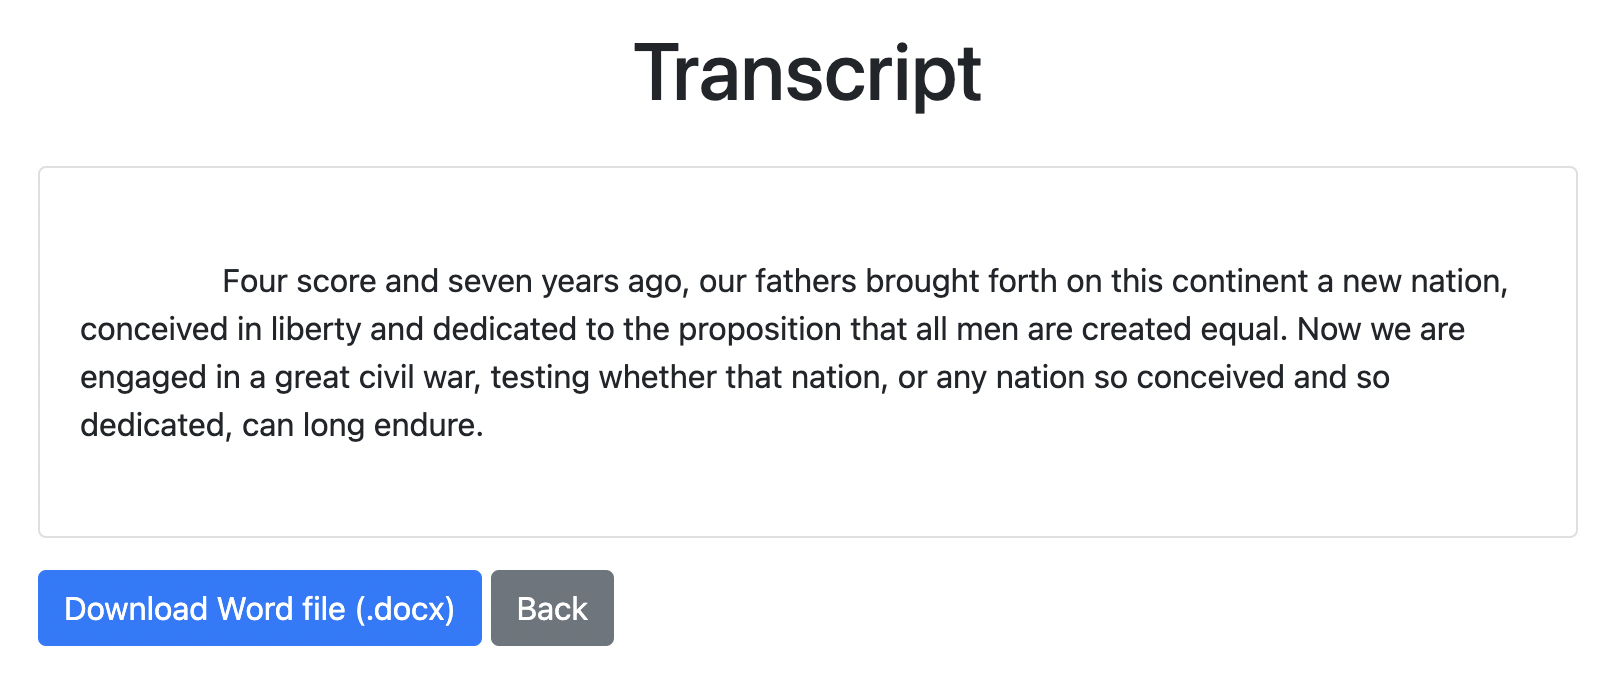 Transcript
Four score and seven years ago, our fathers brought forth on this continent a new nation,
conceived in liberty and dedicated to the proposition that all men are created equal. Now we are
engaged in a great civil war, testing whether that nation, or any nation so conceived and so
dedicated, can long endure.
Download Word file (.docx)
Back